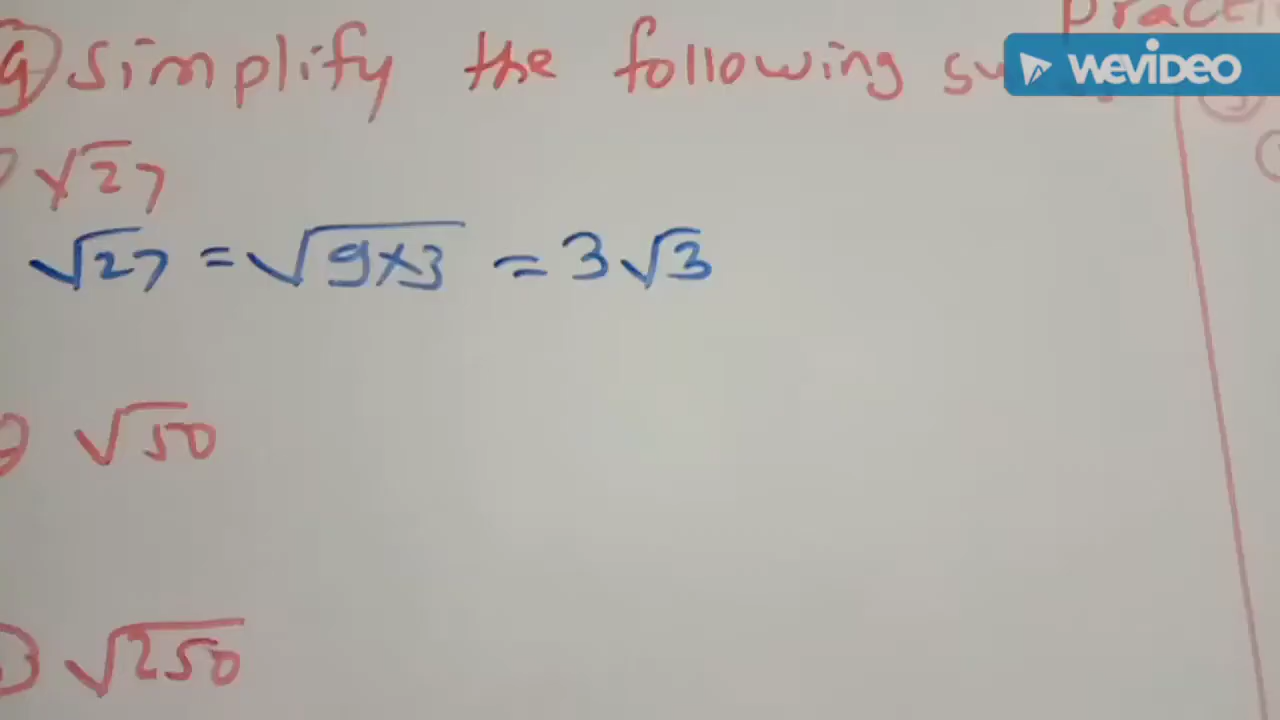 Simplify the following
√27
√27 = √9×3 = 3√3
√50
√250
WEVIDEO